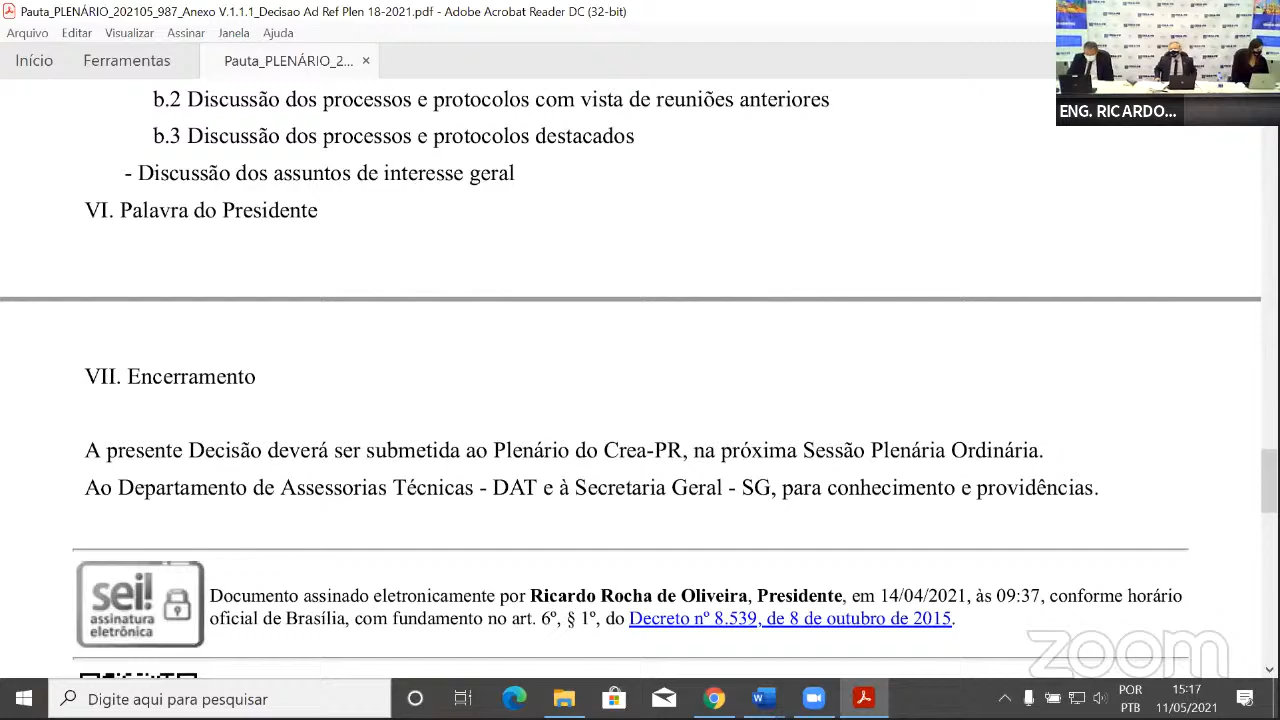 Pauta_PLENÁRIO_202105_987_Anexo V.1.1.1_Decisao Ad Ref Plen 18.2021.pdf - Adobe Acrobat Reader DC (32-bit)
Arquivo Editar Visualizar Assinar Janela Ajuda
Início Ferramentas Pauta_PLENÁRIO_2... ×
b.2 Discussão dos processos e protocolos com vista de reuniões anteriores
ENG. RICARDO...
b.3 Discussão dos processos e protocolos destacados
- Discussão dos assuntos de interesse geral
VI. Palavra do Presidente
VII. Encerramento
A presente Decisão deverá ser submetida ao Plenário do Crea-PR, na próxima Sessão Plenária Ordinária.
Ao Departamento de Assessorias Técnicas - DAT e à Secretaria Geral - SG, para conhecimento e providências.
sei!
assinatura
eletrônica
Documento assinado eletronicamente por Ricardo Rocha de Oliveira, Presidente, em 14/04/2021, às 09:37, conforme horário
oficial de Brasília, com fundamento no art. 6º, § 1º, do Decreto nº 8.539, de 8 de outubro de 2015.
zoom
Digite aqui para pesquisar
POR
PTB
15:17
11/05/2021